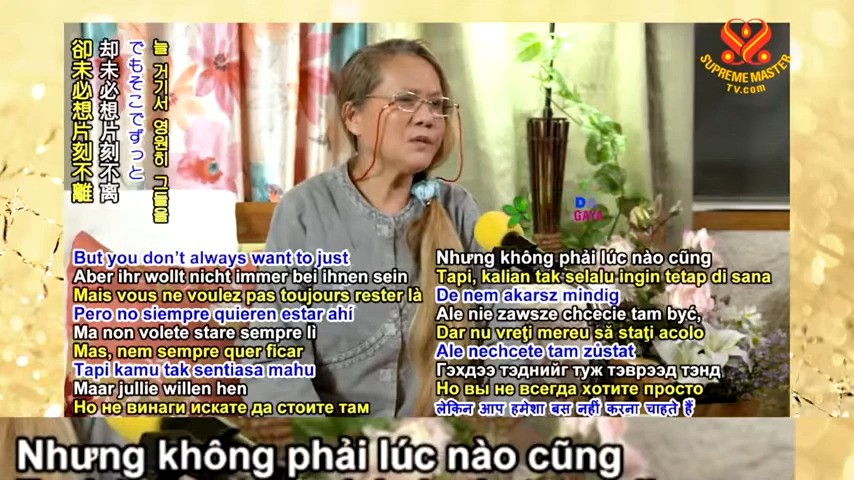 SUPREME MASTER
TV.com
늘 거기서 영원히 그들을
でもそこでずっと
却未必想片刻不离
卻未必想片刻不離
DA
GAYA
But you don't always want to just
Aber ihr wollt nicht immer bei ihnen sein
Mais vous ne voulez pas toujours rester là
Pero no siempre quieren estar ahí
Ma non volete stare sempre lì
Mas, nem sempre quer ficar
Tapi kamu tak sentiasa mahu
Maar jullie willen hen
Но не винаги искате да стоите там
Nhưng không phải lúc nào cũng
Tapi, kalian tak selalu ingin tetap di sana
De nem akarsz mindig
Ale nie zawsze chcecie tam być,
Dar nu vreţi mereu să staţi acolo
Ale nechcete tam zůstat
Гэхдээ тэднийг туж тэврээд тэнд
Но вы не всегда хотите просто
लेकिन आप हमेशा बस नहीं करना चाहते हैं
Nhưng không phải lúc nào cũng